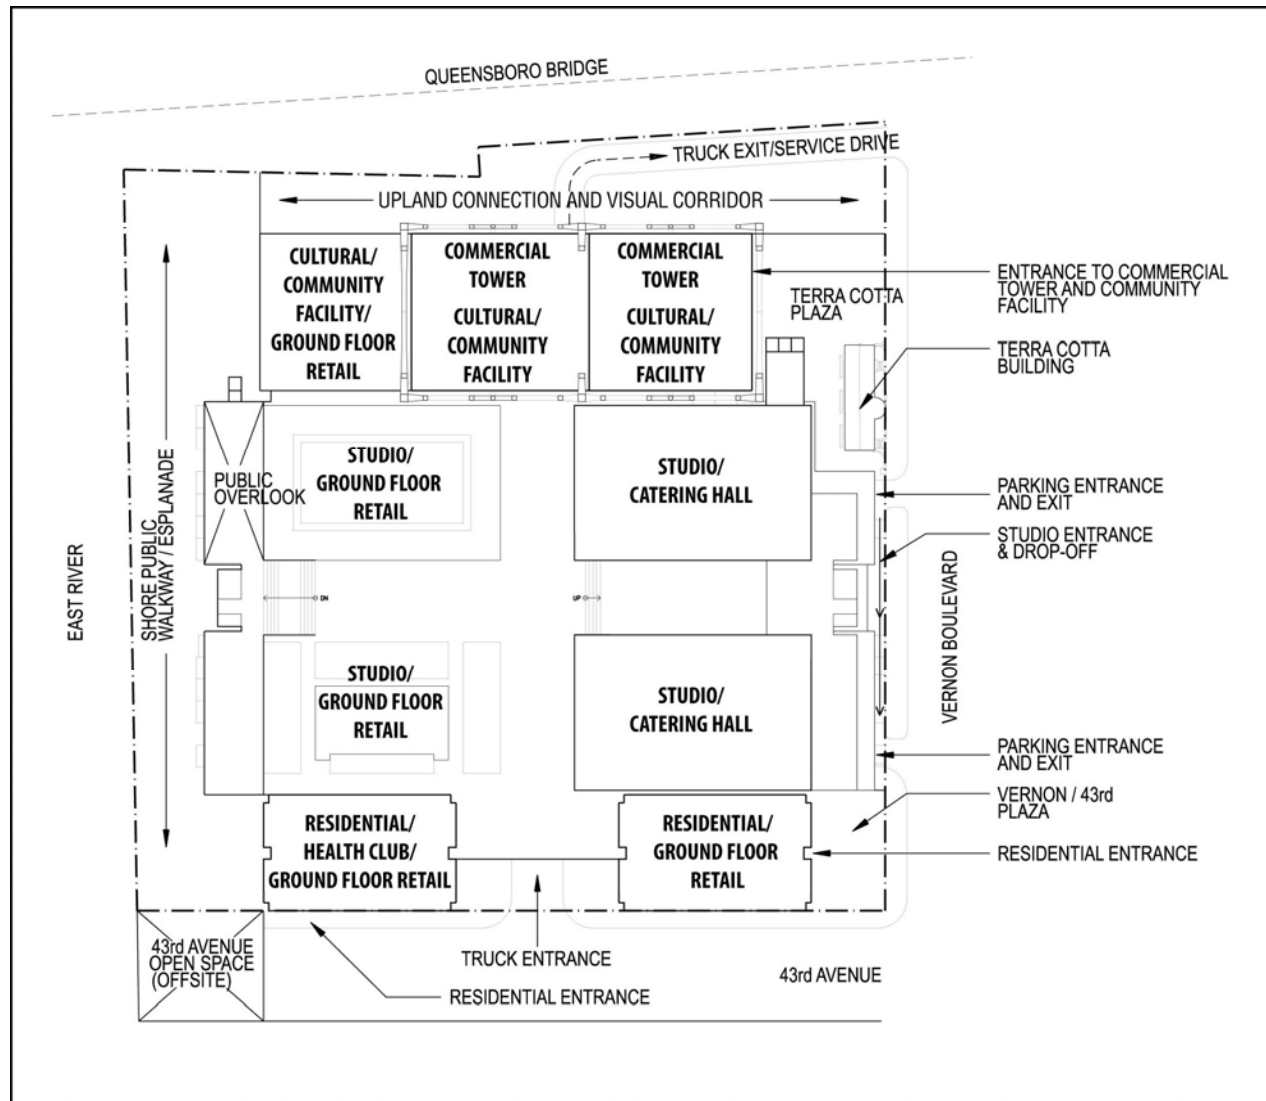 QUEENSBORO BRIDGE
TRUCK EXIT/SERVICE DRIVE
UPLAND CONNECTION AND VISUAL CORRIDOR
CULTURAL/
COMMUNITY
FACILITY/
GROUND FLOOR
RETAIL
COMMERCIAL
TOWER
CULTURAL/
COMMUNITY
FACILITY
COMMERCIAL
TOWER
CULTURAL/
COMMUNITY
FACILITY
TERRA COTTA
PLAZA
ENTRANCE TO COMMERCIAL
TOWER AND COMMUNITY
FACILITY
TERRA COTTA
BUILDING
EAST RIVER
SHORE PUBLIC
WALKWAY / ESPLANADE
PUBLIC
OVERLOOK
STUDIO/
GROUND FLOOR
RETAIL
STUDIO/
CATERING HALL
PARKING ENTRANCE
AND EXIT
STUDIO ENTRANCE
& DROP-OFF
VERNON BOULEVARD
DN
UP
STUDIO/
GROUND FLOOR
RETAIL
STUDIO/
CATERING HALL
PARKING ENTRANCE
AND EXIT
VERNON / 43rd
PLAZA
RESIDENTIAL ENTRANCE
RESIDENTIAL/
HEALTH CLUB/
GROUND FLOOR RETAIL
RESIDENTIAL/
GROUND FLOOR
RETAIL
43rd AVENUE
OPEN SPACE
(OFFSITE)
TRUCK ENTRANCE
RESIDENTIAL ENTRANCE
43rd AVENUE